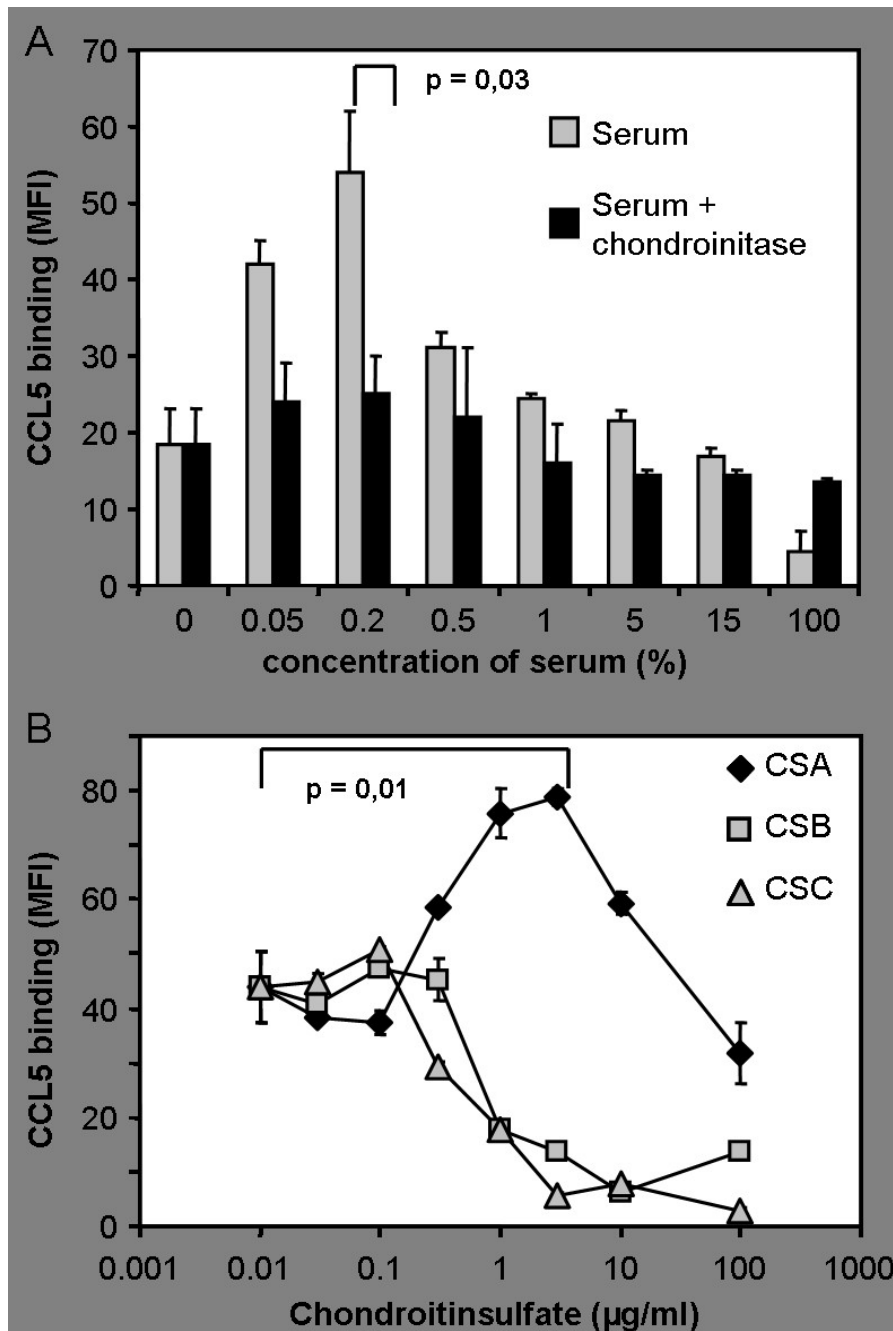 A
p = 0,03
Serum
Serum +
chondroinitase
CCL5 binding (MFI)
70
60
50
40
30
20
10
0
0 0.05 0.2 0.5 1 5 15 100
concentration of serum (%)
B
p = 0,01
CSA
CSB
CSC
CCL5 binding (MFI)
80
60
40
20
0
0.001 0.01 0.1 1 10 100 1000
Chondroitinsulfate (µg/ml)